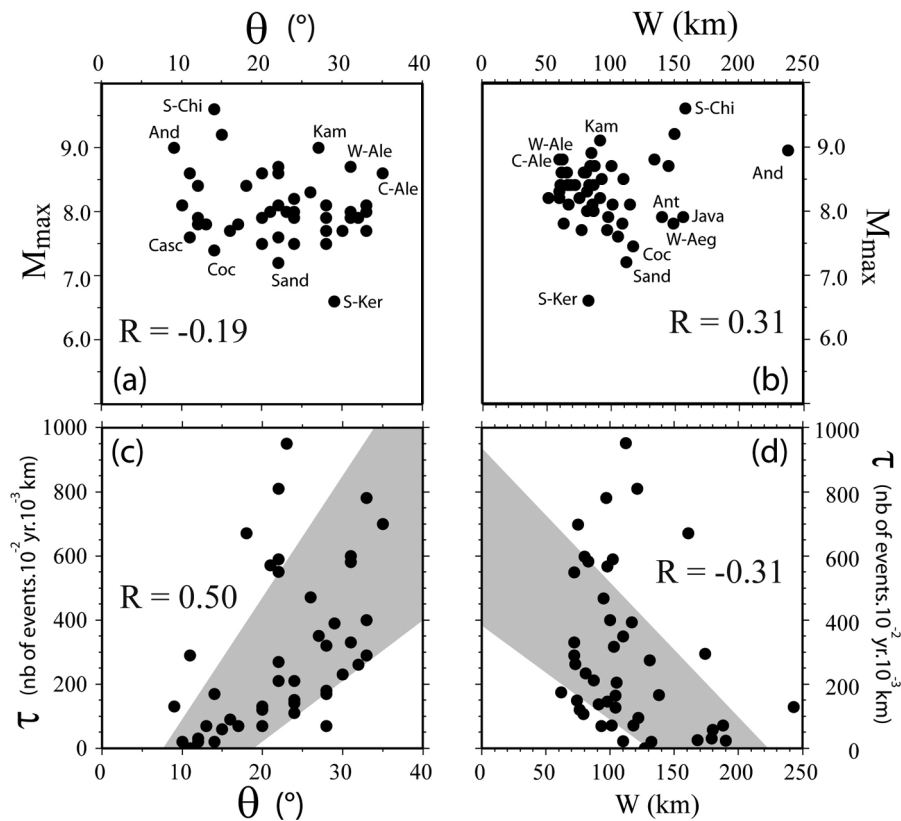 θ (°)
0 10 20 30 40
W (km)
0 50 100 150 200 250
M_max
9.0
8.0
7.0
6.0
S-Chi
And
Kam
W-Ale
C-Ale
Casc
Coc
Sand
S-Ker
R = -0.19
(a)
S-Chi
Kam
W-Ale
C-Ale
And
Ant
Java
W-Aeg
Coc
Sand
S-Ker
R = 0.31
(b)
9.0
8.0
7.0
6.0
M_max
τ (nb of events.10⁻² yr.10⁻³ km)
1000
800
600
400
200
0
(c)
R = 0.50
0 10 20 30 40
θ (°)
(d)
R = -0.31
1000
800
600
400
200
0
τ (nb of events.10⁻² yr.10⁻³ km)
0 50 100 150 200 250
W (km)